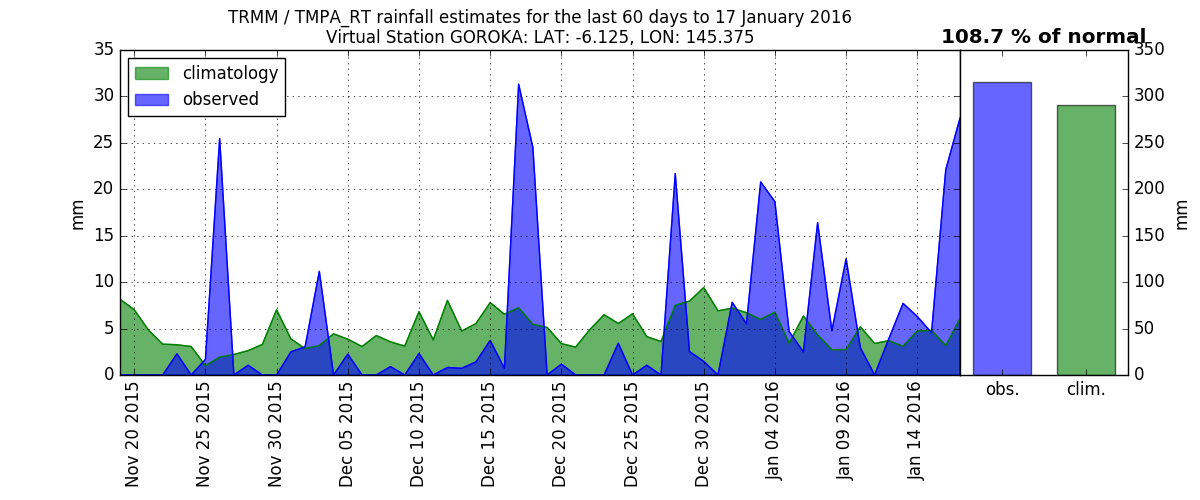 TRMM / TMPA_RT rainfall estimates for the last 60 days to 17 January 2016
Virtual Station GOROKA: LAT: -6.125, LON: 145.375
108.7 % of normal
climatology
observed
35
30
25
20
15
10
5
0
mm
350
300
250
200
150
100
50
0
mm
Nov 20 2015
Nov 25 2015
Nov 30 2015
Dec 05 2015
Dec 10 2015
Dec 15 2015
Dec 20 2015
Dec 25 2015
Dec 30 2015
Jan 04 2016
Jan 09 2016
Jan 14 2016
obs.
clim.